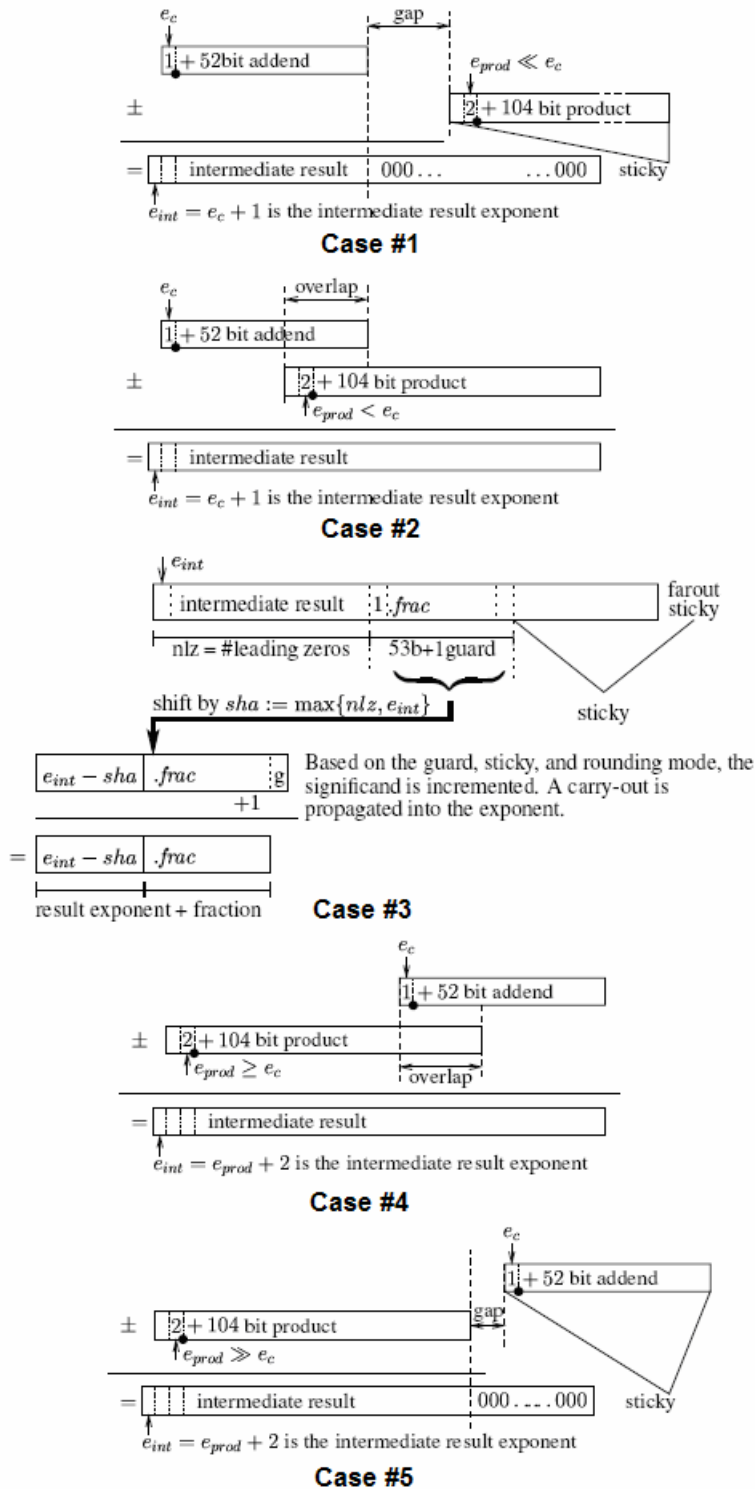 e_c
gap
1 + 52bit addend
e_prod ≪ e_c
±
2 + 104 bit product
= intermediate result 000 ... ... 000
sticky
e_int = e_c + 1 is the intermediate result exponent
Case #1
e_c
overlap
1 + 52 bit addend
±
2 + 104 bit product
e_prod < e_c
= intermediate result
e_int = e_c + 1 is the intermediate result exponent
Case #2
e_int
intermediate result 1 .frac
farout
sticky
nlz = #leading zeros
53b+1guard
shift by sha := max{nlz, e_int}
sticky
e_int − sha .frac g
Based on the guard, sticky, and rounding mode, the
significand is incremented. A carry-out is
propagated into the exponent.
+1
= e_int − sha .frac
result exponent + fraction
Case #3
e_c
1 + 52 bit addend
±
2 + 104 bit product
e_prod ≥ e_c
overlap
= intermediate result
e_int = e_prod + 2 is the intermediate result exponent
Case #4
e_c
1 + 52 bit addend
gap
±
2 + 104 bit product
e_prod ≫ e_c
= intermediate result 000 .... 000
sticky
e_int = e_prod + 2 is the intermediate result exponent
Case #5